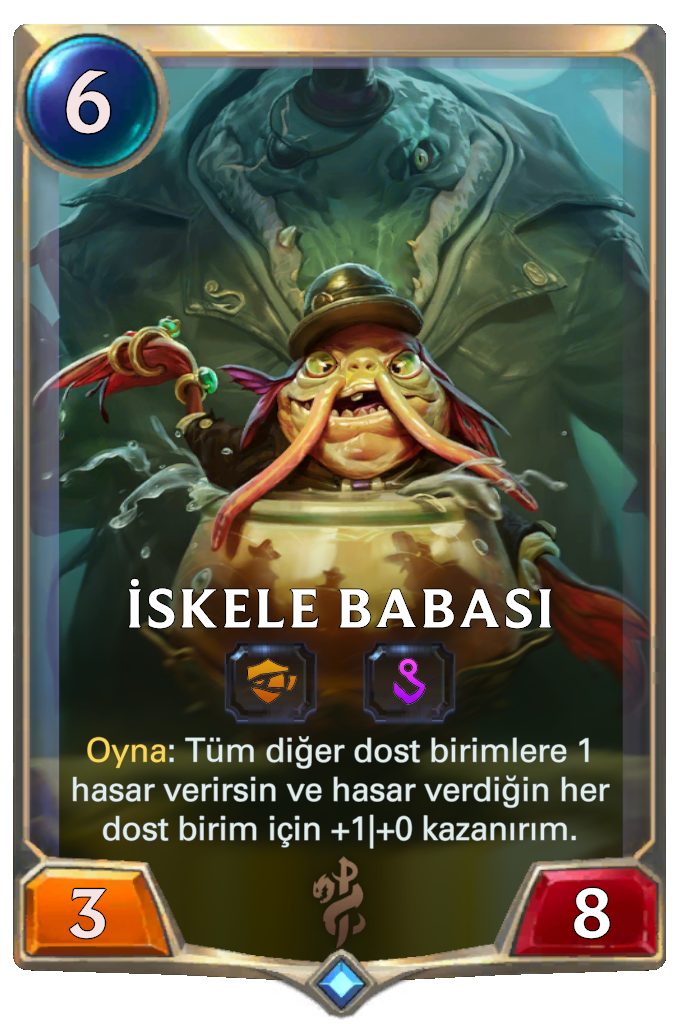 6
İSKELE BABASI
Oyna: Tüm diğer dost birimlere 1
hasar verirsin ve hasar verdiğin her
dost birim için +1|+0 kazanırım.
3
8